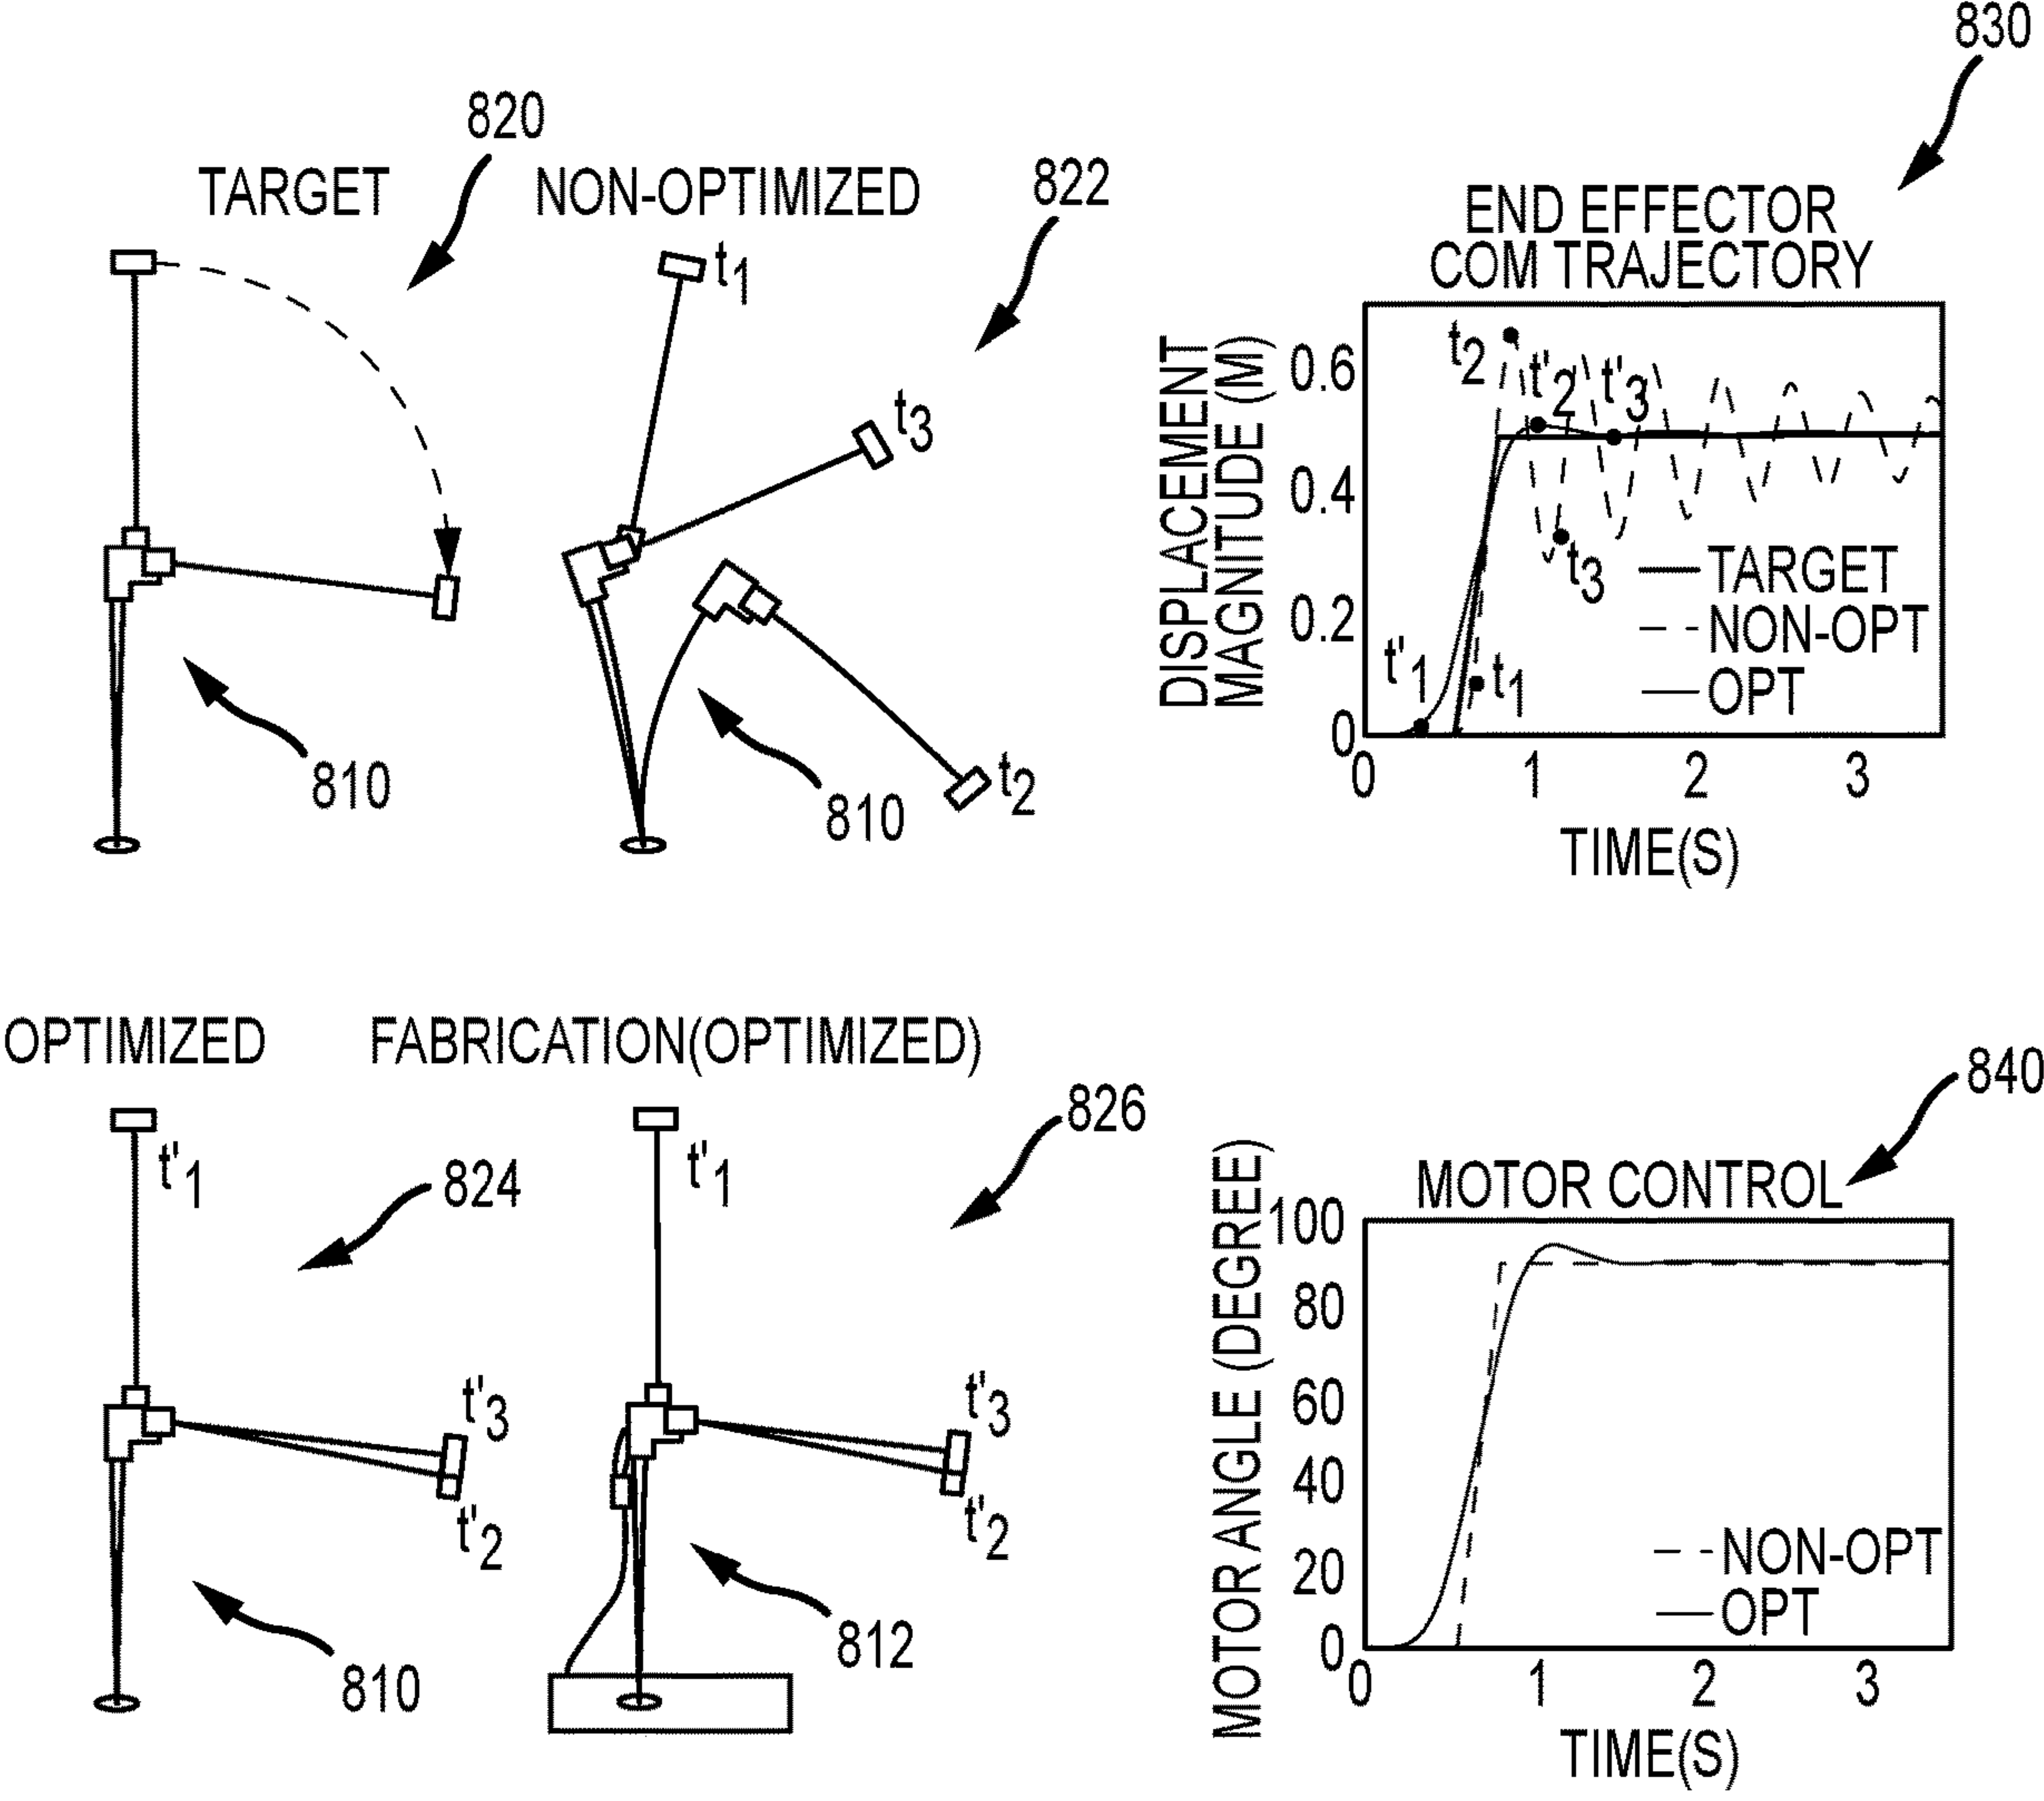 830
820
TARGET
NON-OPTIMIZED
822
t1
t3
t2
810
810
END EFFECTOR
COM TRAJECTORY
DISPLACEMENT
MAGNITUDE (M)
0.6
0.4
0.2
0
t2
t'2
t'3
t3
t'1
t1
TARGET
NON-OPT
OPT
0 1 2 3
TIME(S)
OPTIMIZED
FABRICATION(OPTIMIZED)
824
826
t'1
t'3
t'2
810
t'1
t'3
t'2
812
840
MOTOR CONTROL
MOTOR ANGLE (DEGREE)
100
80
60
40
20
0
NON-OPT
OPT
0 1 2 3
TIME(S)